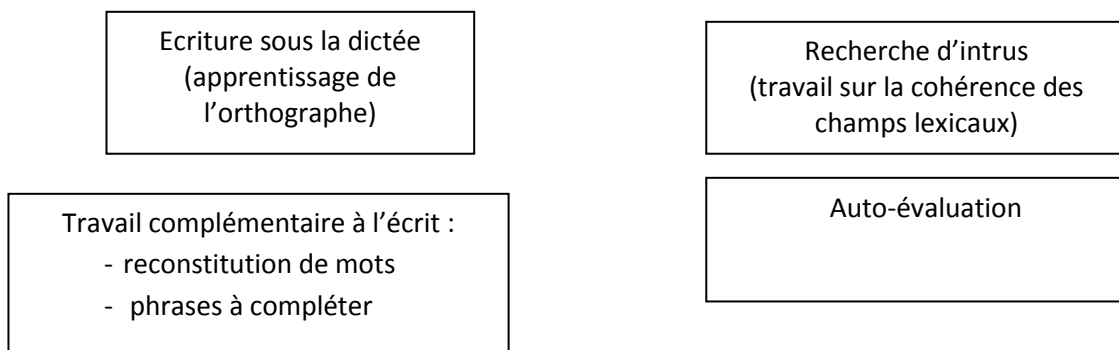 Ecriture sous la dictée
(apprentissage de
l’orthographe)
Recherche d’intrus
(travail sur la cohérence des
champs lexicaux)
Travail complémentaire à l’écrit :
- reconstitution de mots
- phrases à compléter
Auto-évaluation